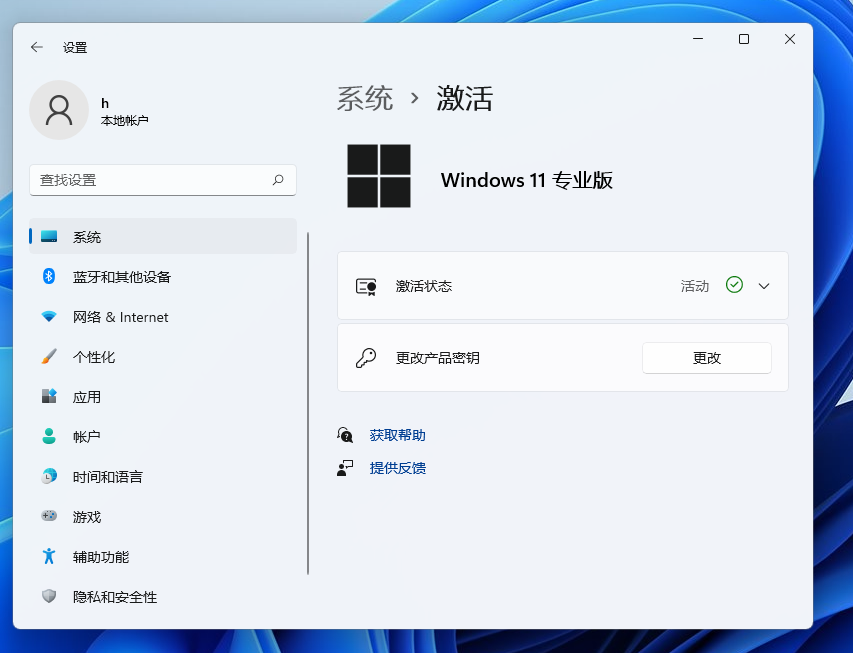 设置
h
本地帐户
查找设置
系统
蓝牙和其他设备
网络 & Internet
个性化
应用
帐户
时间和语言
游戏
辅助功能
隐私和安全性
系统 › 激活
Windows 11 专业版
激活状态 活动
更改产品密钥 更改
获取帮助
提供反馈